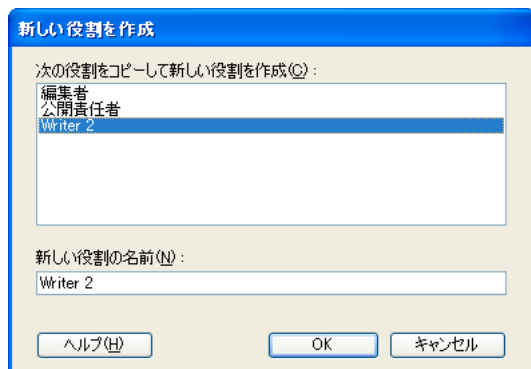 新しい役割を作成
次の役割をコピーして新しい役割を作成(C):
編集者
公開責任者
Writer 2
新しい役割の名前(N):
Writer 2
ヘルプ(H) OK キャンセル